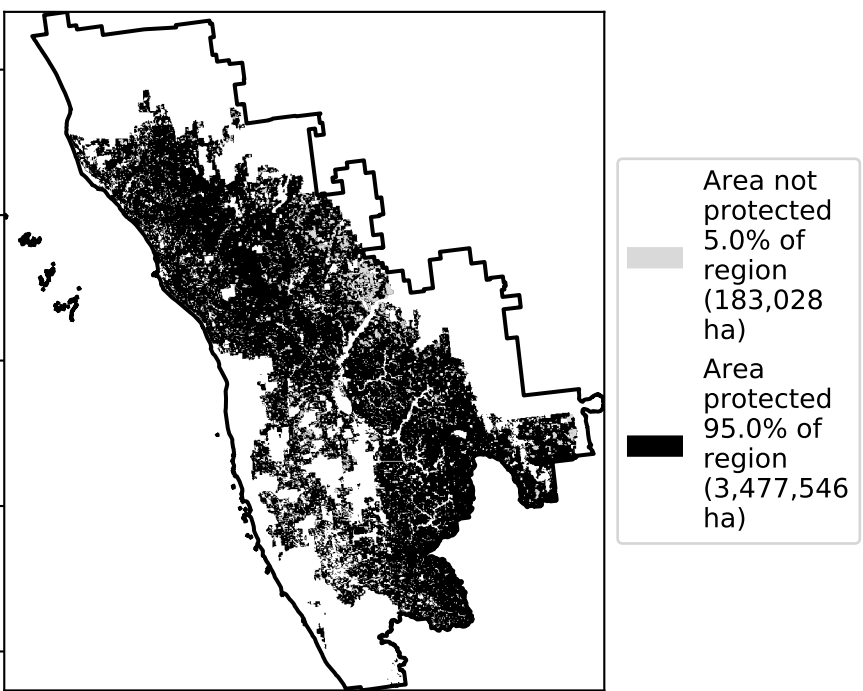 Area not
protected
5.0% of
region
(183,028
ha)
Area
protected
95.0% of
region
(3,477,546
ha)